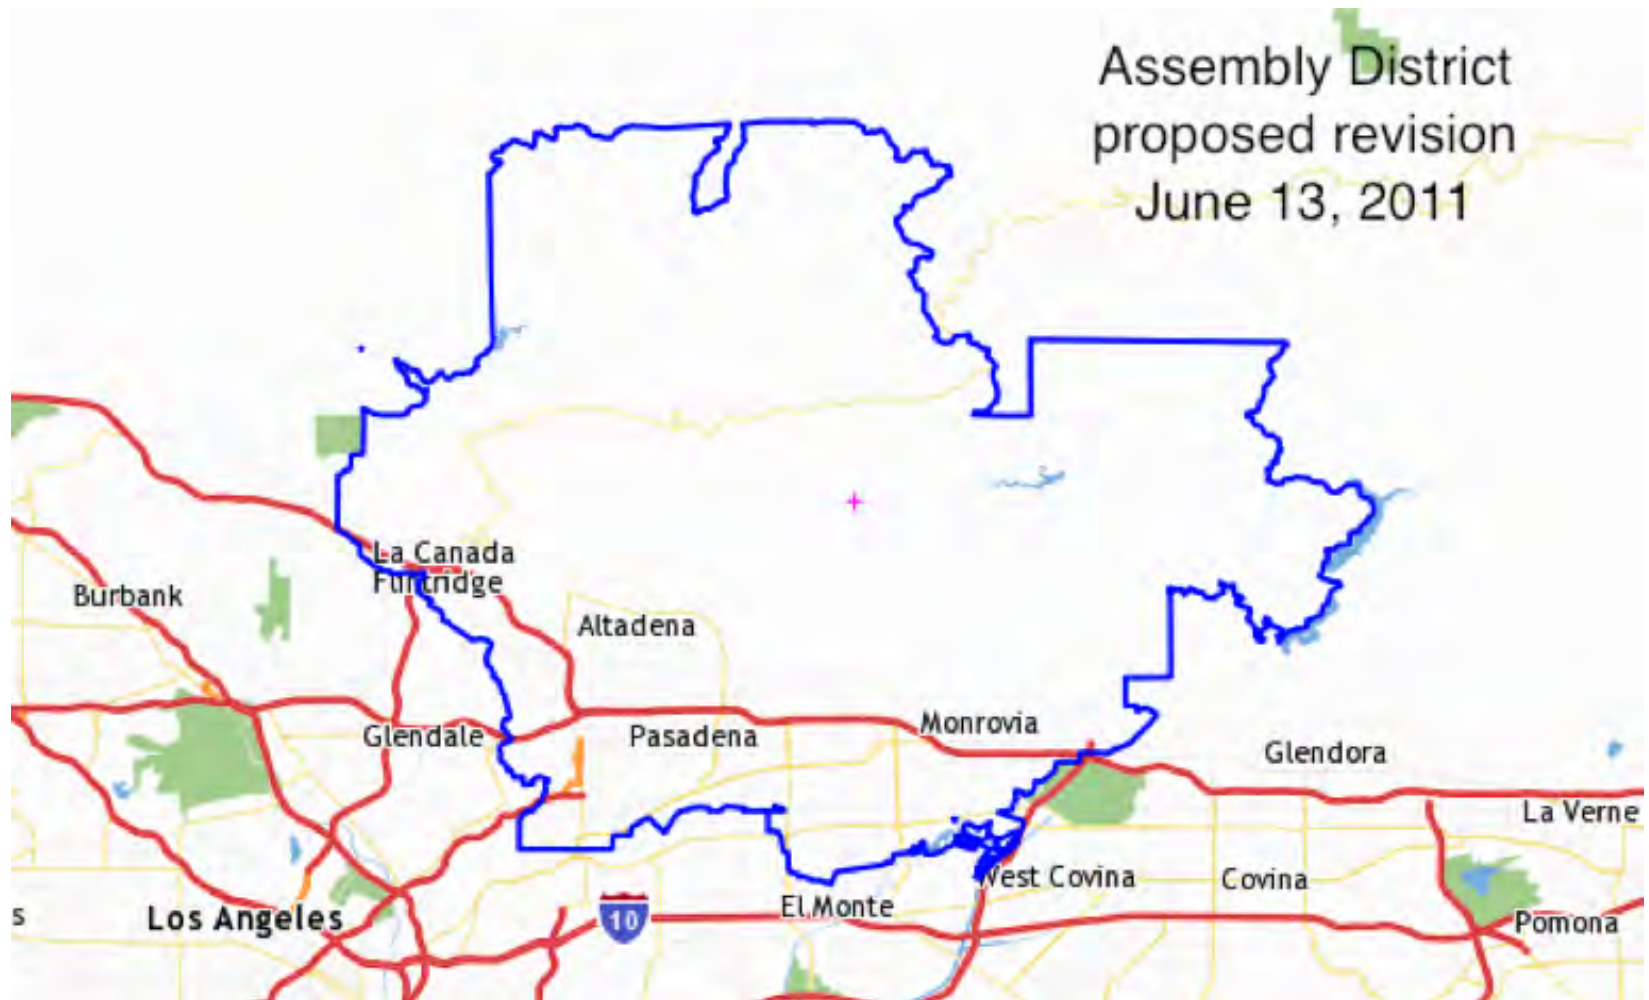 Assembly District
proposed revision
June 13, 2011
La Canada
Flintridge
Burbank
Altadena
Glendale
Pasadena
Monrovia
Glendora
La Verne
West Covina
Covina
s
Los Angeles
10
El Monte
Pomona